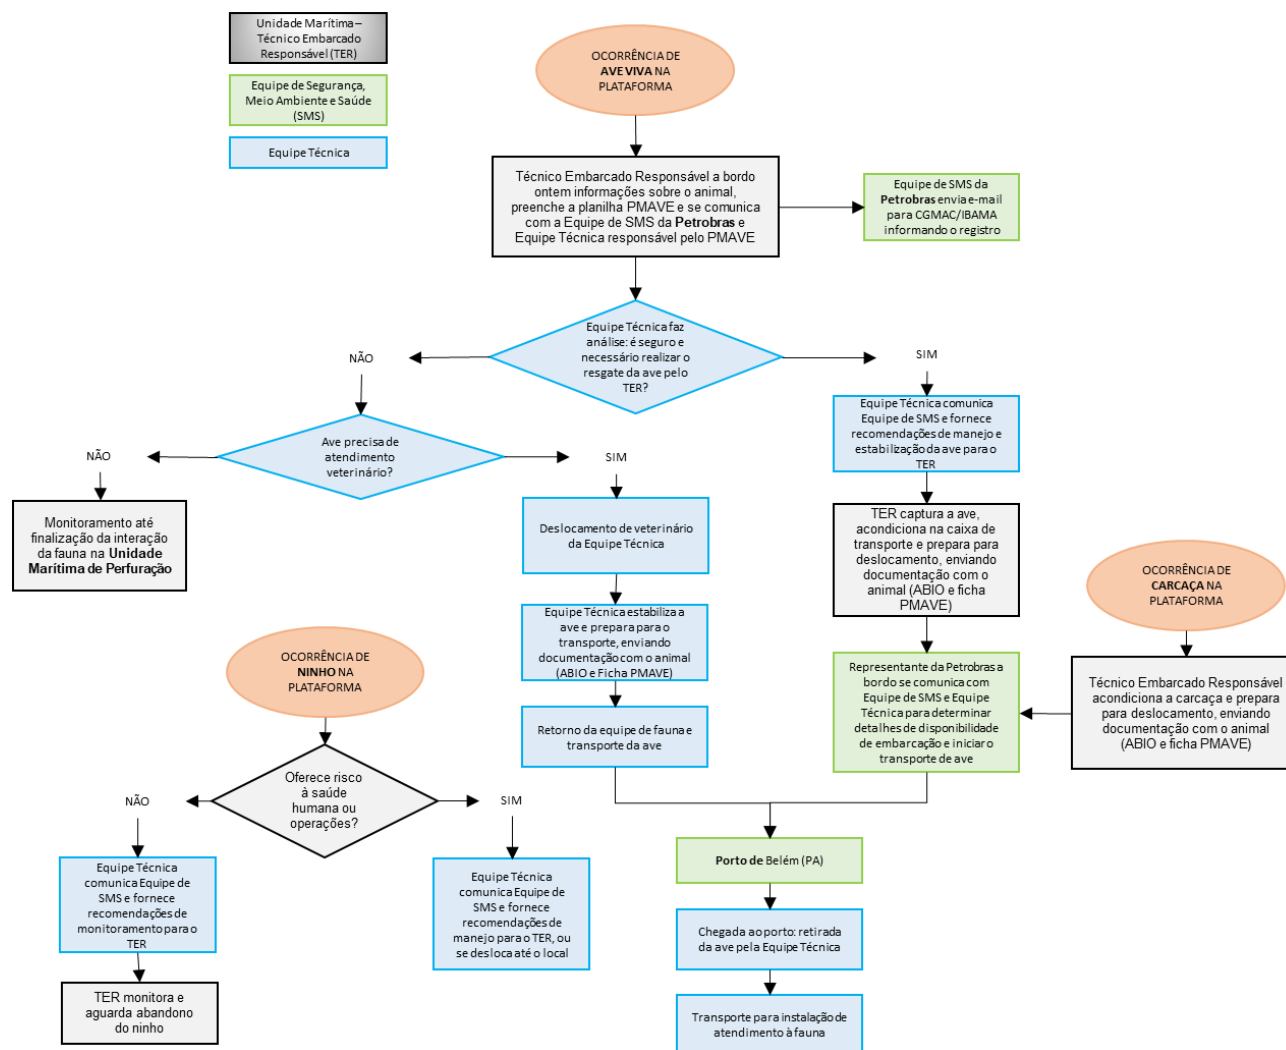 Unidade Marítima –
Técnico Embarcado
Responsável (TER)
Equipe de Segurança,
Meio Ambiente e Saúde
(SMS)
Equipe Técnica
OCORRÊNCIA DE
AVE VIVA NA
PLATAFORMA
Técnico Embarcado Responsável a bordo
ontem informações sobre o animal,
preenche a planilha PMAVE e se comunica
com a Equipe de SMS da Petrobras e
Equipe Técnica responsável pelo PMAVE
Equipe de SMS da
Petrobras envia e-mail
para CGMAC/IBAMA
informando o registro
Equipe Técnica faz
análise: é seguro e
necessário realizar o
resgate da ave pelo
TER?
NÃO
SIM
Ave precisa de
atendimento
veterinário?
NÃO
SIM
Monitoramento até
finalização da interação
da fauna na Unidade
Marítima de Perfuração
Deslocamento de veterinário
da Equipe Técnica
Equipe Técnica estabiliza a
ave e prepara para o
transporte, enviando
documentação com o animal
(ABIO e Ficha PMAVE)
Retorno da equipe de fauna e
transporte da ave
Equipe Técnica comunica
Equipe de SMS e fornece
recomendações de manejo e
estabilização da ave para o
TER
TER captura a ave,
acondiciona na caixa de
transporte e prepara para
deslocamento, enviando
documentação com o
animal (ABIO e ficha
PMAVE)
Representante da Petrobras a
bordo se comunica com
Equipe de SMS e Equipe
Técnica para determinar
detalhes de disponibilidade
de embarcação e iniciar o
transporte de ave
OCORRÊNCIA DE
CARCAÇA NA
PLATAFORMA
Técnico Embarcado Responsável
acondiciona a carcaça e prepara
para deslocamento, enviando
documentação com o animal
(ABIO e ficha PMAVE)
OCORRÊNCIA DE
NINHO NA
PLATAFORMA
Oferece risco
à saúde
humana ou
operações?
NÃO
SIM
Equipe Técnica
comunica Equipe de
SMS e fornece
recomendações de
monitoramento para o
TER
TER monitora e
aguarda abandono
do ninho
Equipe Técnica
comunica Equipe de
SMS e fornece
recomendações de
manejo para o TER, ou
se desloca até o local
Porto de Belém (PA)
Chegada ao porto: retirada
da ave pela Equipe Técnica
Transporte para instalação de
atendimento à fauna